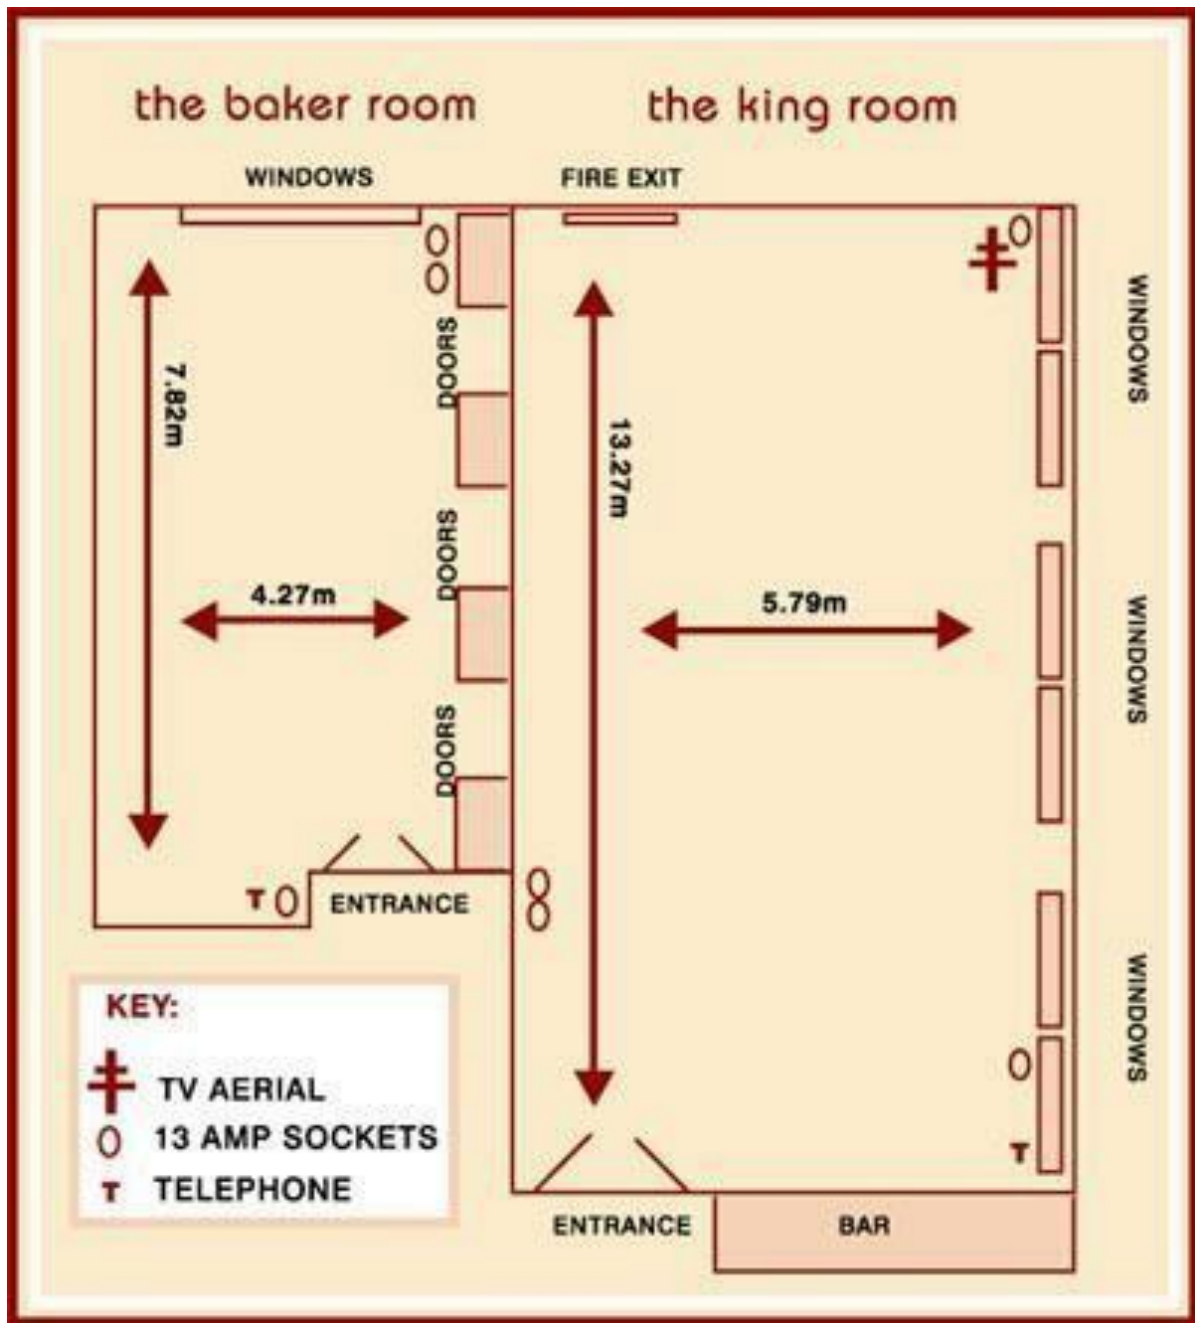 the baker room
the king room
WINDOWS
FIRE EXIT
WINDOWS
DOORS
7.82m
13.27m
DOORS
4.27m
5.79m
WINDOWS
DOORS
T
ENTRANCE
WINDOWS
KEY:
TV AERIAL
13 AMP SOCKETS
T
T TELEPHONE
ENTRANCE
BAR